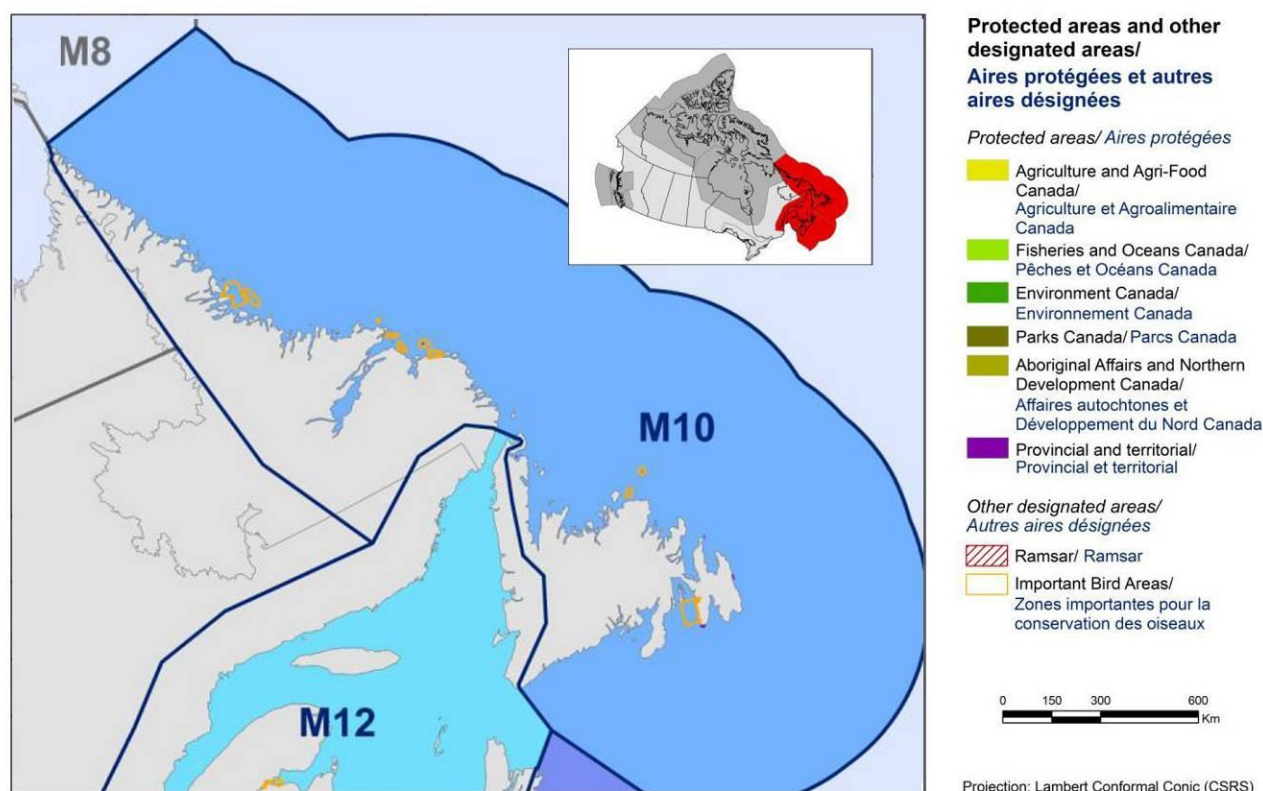 M8
M10
M12
Protected areas and other
designated areas/
Aires protégées et autres
aires désignées
Protected areas/ Aires protégées
Agriculture and Agri-Food
Canada/
Agriculture et Agroalimentaire
Canada
Fisheries and Oceans Canada/
Pêches et Océans Canada
Environment Canada/
Environnement Canada
Parks Canada/ Parcs Canada
Aboriginal Affairs and Northern
Development Canada/
Affaires autochtones et
Développement du Nord Canada
Provincial and territorial/
Provincial et territorial
Other designated areas/
Autres aires désignées
Ramsar/ Ramsar
Important Bird Areas/
Zones importantes pour la
conservation des oiseaux
0 150 300 600
Km
Projection: Lambert Conformal Conic (CSRS)